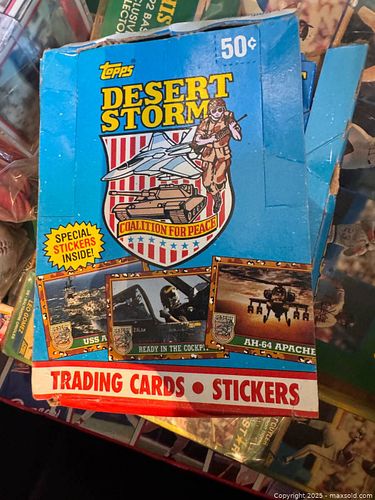 topps
50¢
DESERT
STORM
COALITION FOR PEACE
SPECIAL
STICKERS
INSIDE!
USS A
READY IN THE COCKPI
AH-64 APACHE
TRADING CARDS • STICKERS
Copyright © 2025 - maxsold.com